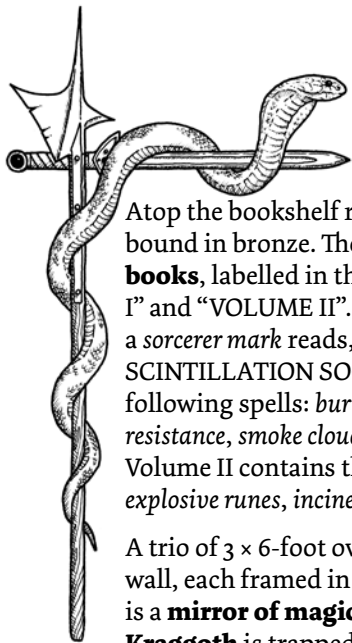 Atop the bookshelf r
bound in bronze. The
books, labelled in th
I” and “VOLUME II”.
a sorcerer mark reads,
SCINTILLATION SO
following spells: bur
resistance, smoke clou
Volume II contains t
explosive runes, incine
A trio of 3 × 6-foot ov
wall, each framed in
is a mirror of magic
Kraggoth is trapped